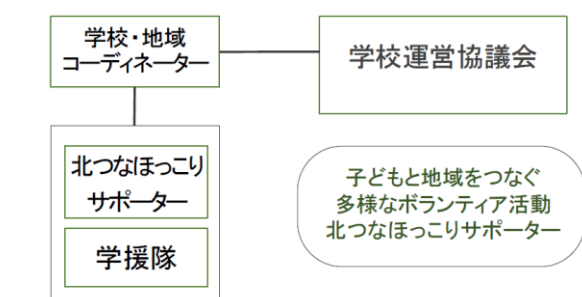 学校・地域
コーディネーター
学校運営協議会
北つなほっこり
サポーター
学援隊
子どもと地域をつなぐ
多様なボランティア活動
北つなほっこりサポーター